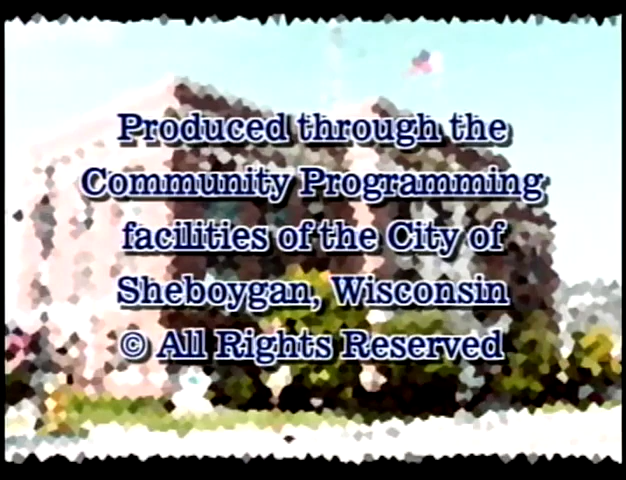 Produced through the
Community Programming
facilities of the City of
Sheboygan, Wisconsin
© All Rights Reserved